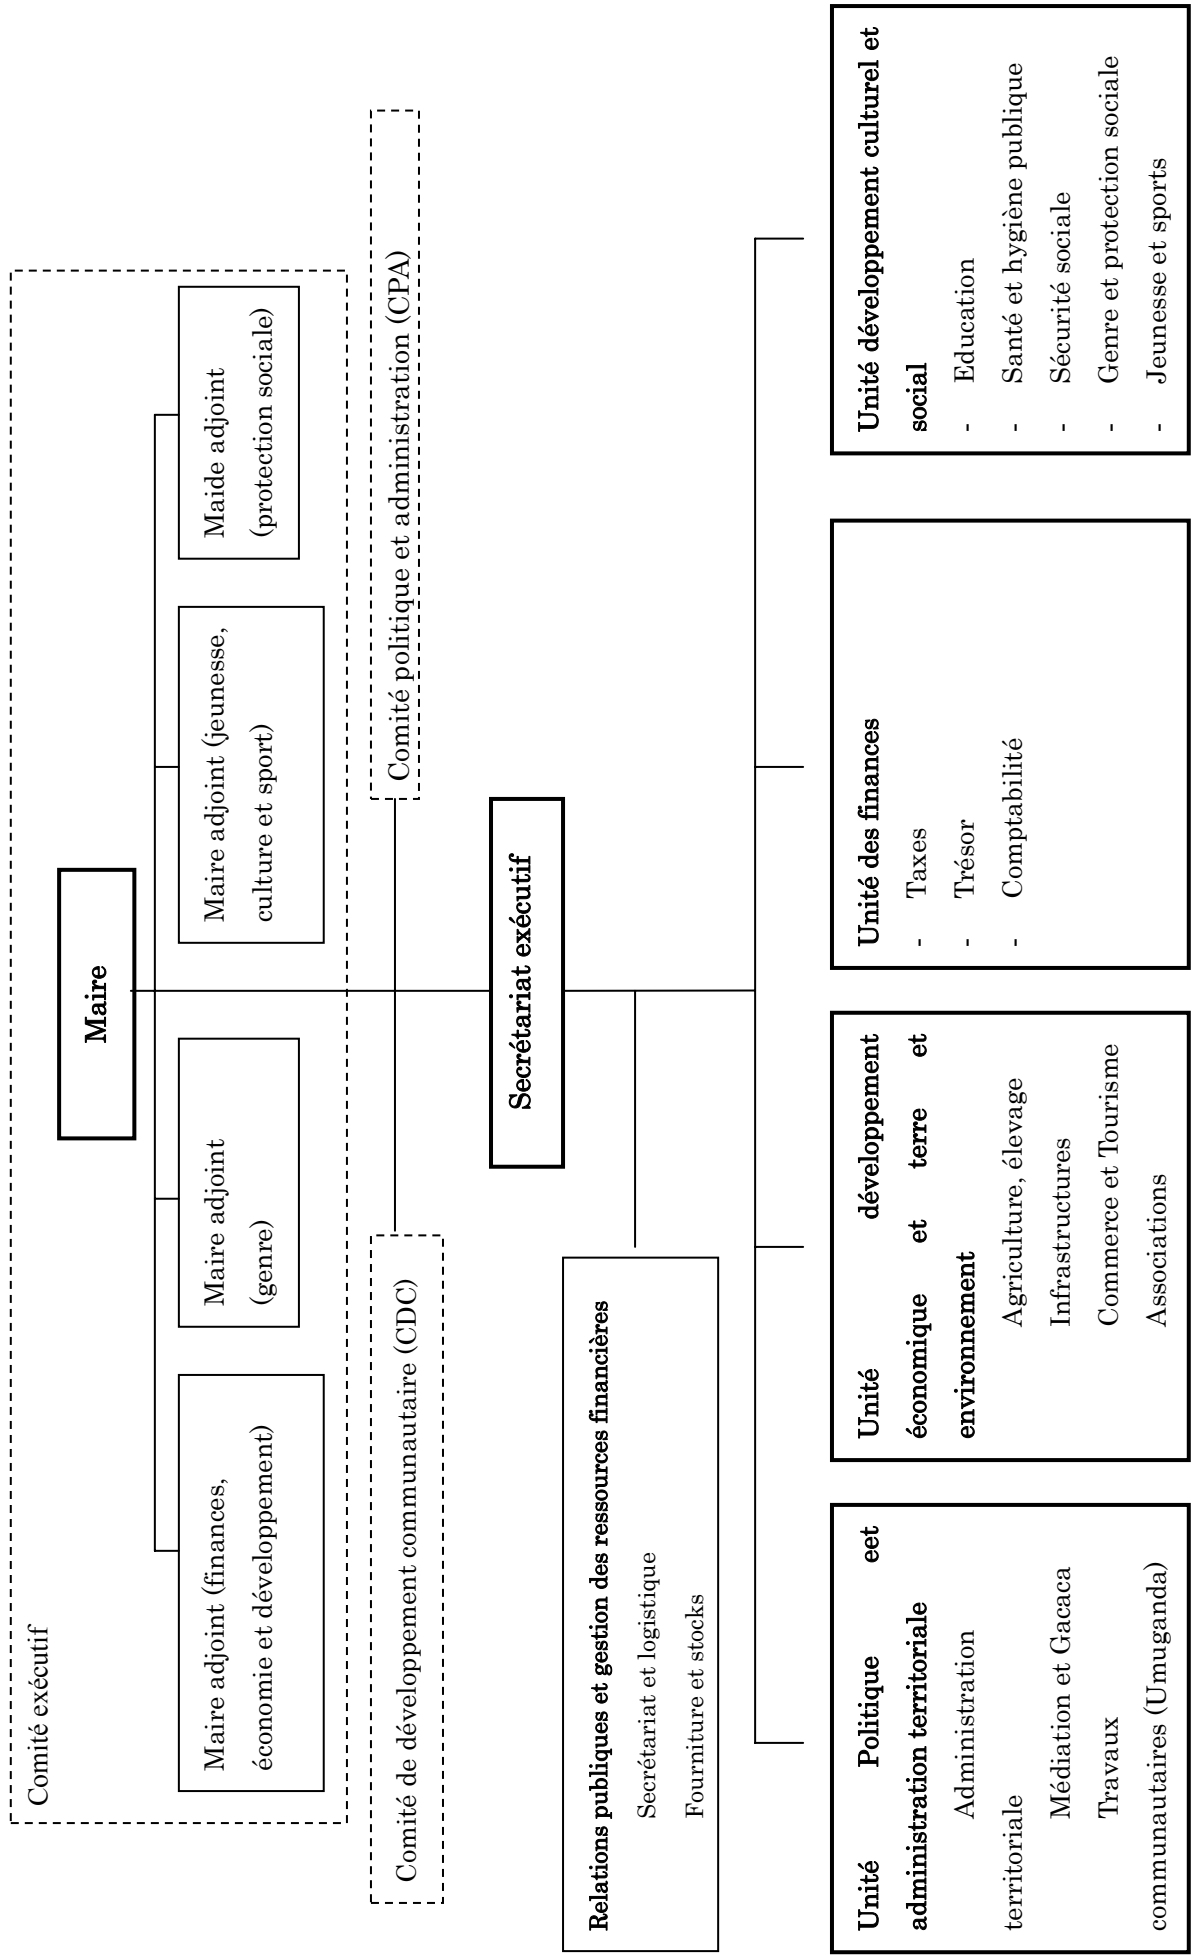 Comité exécutif
Maire
Maire adjoint (finances,
économie et développement)
Maire adjoint
(genre)
Maire adjoint (jeunesse,
culture et sport)
Maide adjoint
(protection sociale)
Comité de développement communautaire (CDC)
Comité politique et administration (CPA)
Secrétariat exécutif
Relations publiques et gestion des ressources financières
Secrétariat et logistique
Fourniture et stocks
Unité Politique eet
administration territoriale
Administration
territoriale
Médiation et Gacaca
Travaux
communautaires (Umuganda)
Unité développement
économique et terre et
environnement
Agriculture, élevage
Infrastructures
Commerce et Tourisme
Associations
Unité des finances
- Taxes
- Trésor
- Comptabilité
Unité développement culturel et
social
- Education
- Santé et hygiène publique
- Sécurité sociale
- Genre et protection sociale
- Jeunesse et sports